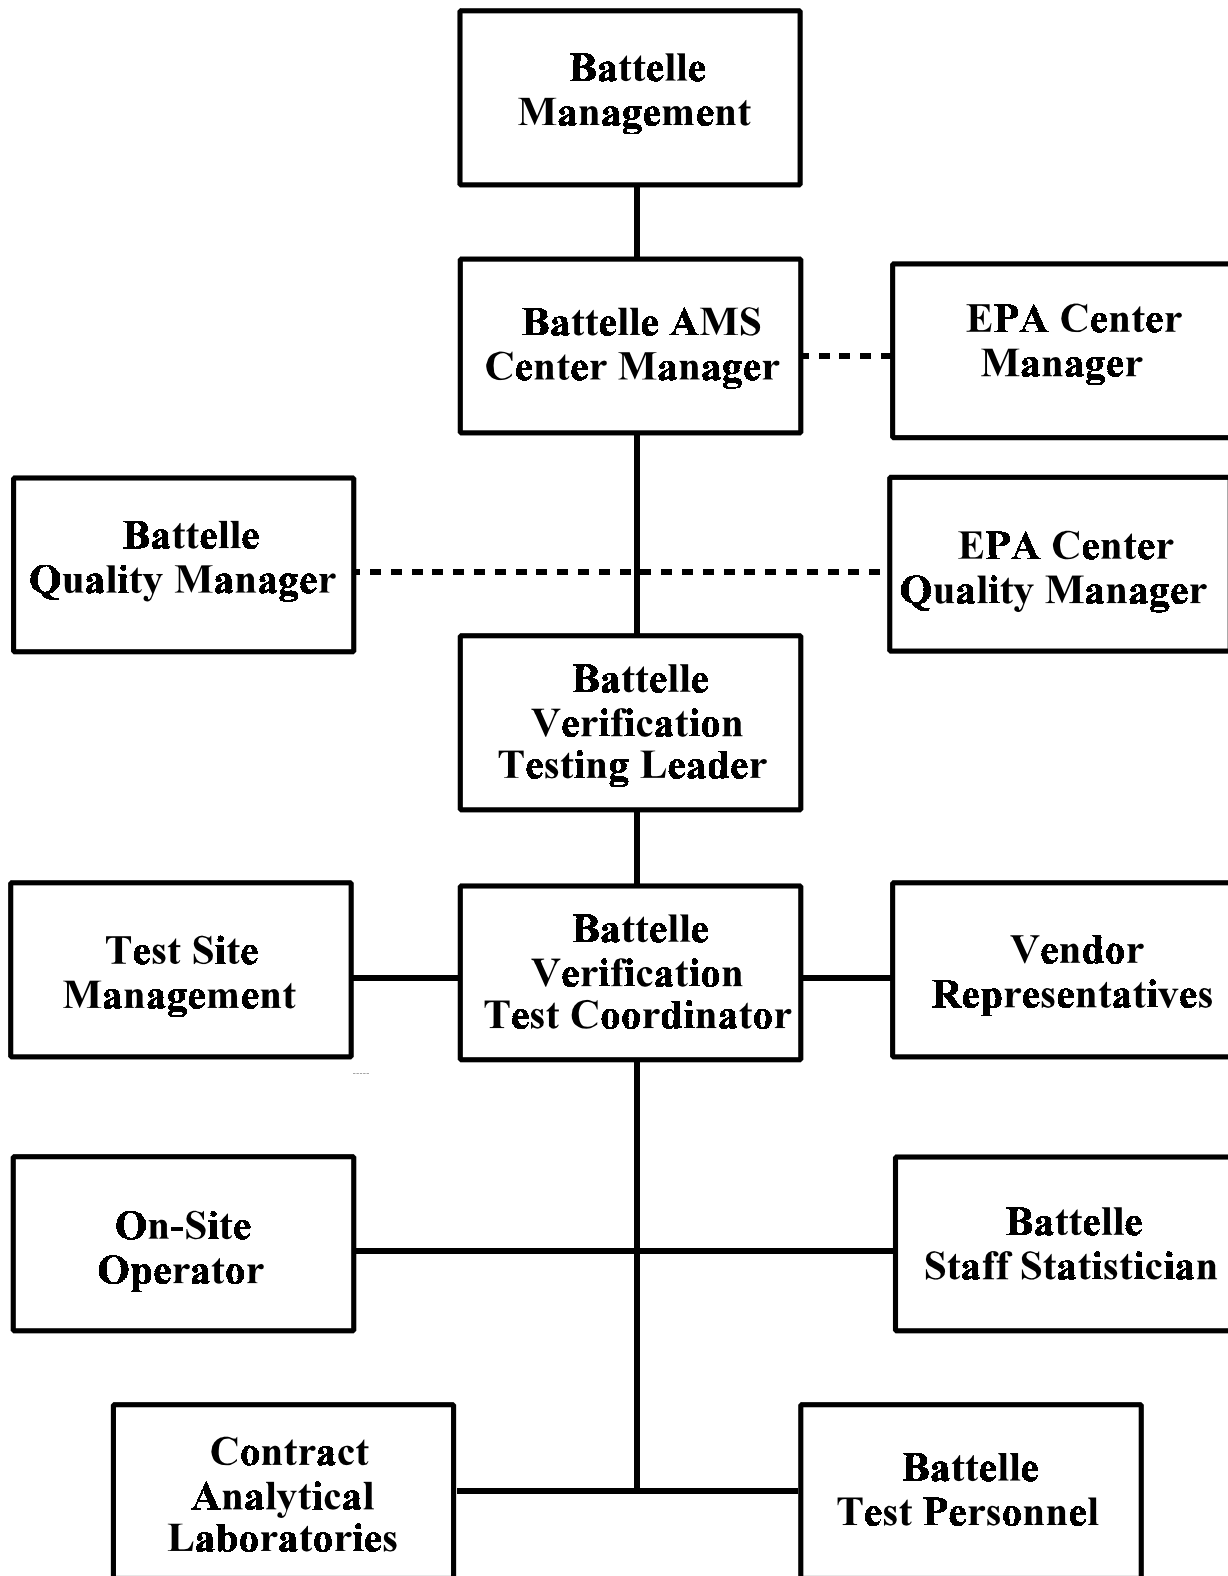 Battelle
Management
Battelle AMS
Center Manager
EPA Center
Manager
Battelle
Quality Manager
EPA Center
Quality Manager
Battelle
Verification
Testing Leader
Test Site
Management
Battelle
Verification
Test Coordinator
Vendor
Representatives
On-Site
Operator
Battelle
Staff Statistician
Contract
Analytical
Laboratories
Battelle
Test Personnel